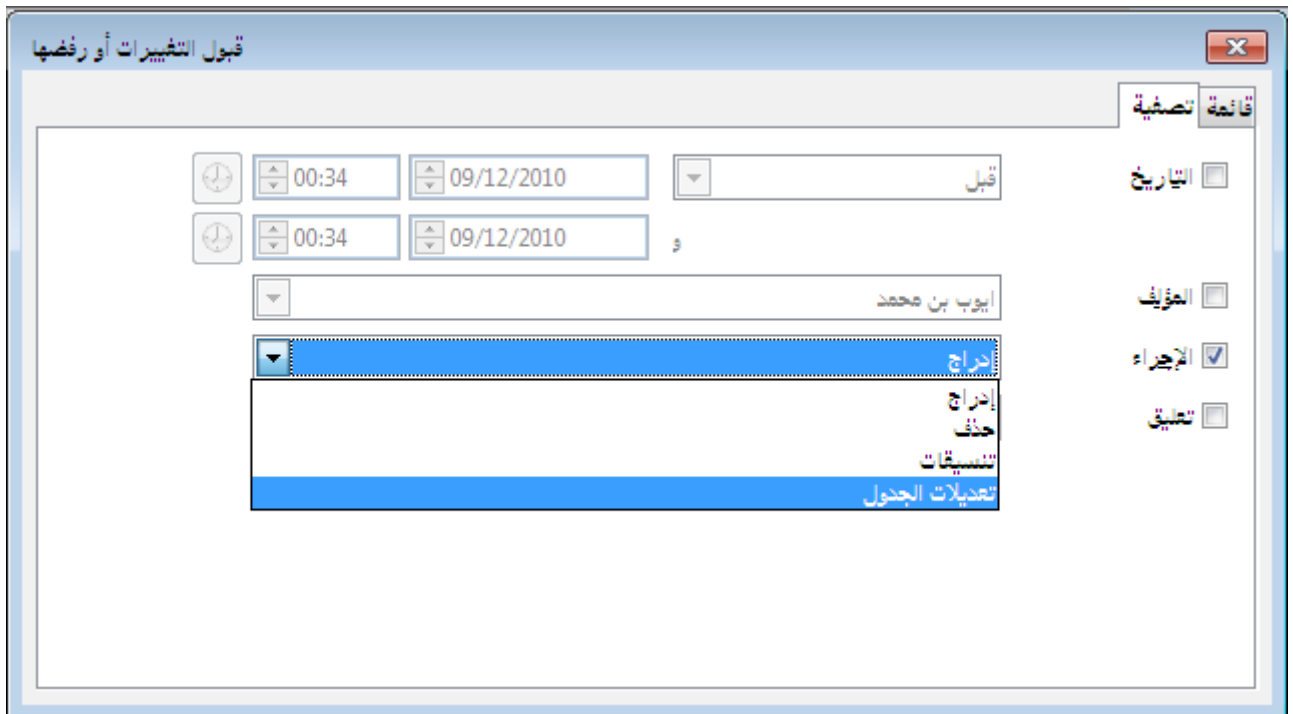 قبول التغييرات أو رفضها
قائمة تصفية
التاريخ قبل 09/12/2010 00:34
و 09/12/2010 00:34
المؤلف ايوب بن محمد
الإجراء إدراج
إدراج
تعليق حذف
تنسيقات
تعديلات الجدول